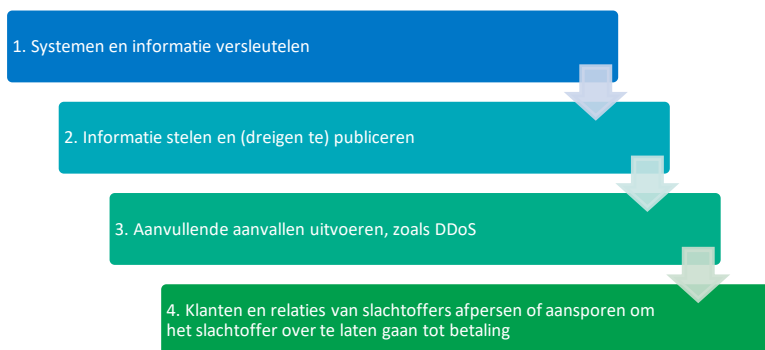 1. Systemen en informatie versleutelen
2. Informatie stelen en (dreigen te) publiceren
3. Aanvullende aanvallen uitvoeren, zoals DDoS
4. Klanten en relaties van slachtoffers afpersen of aansporen om
het slachtoffer over te laten gaan tot betaling